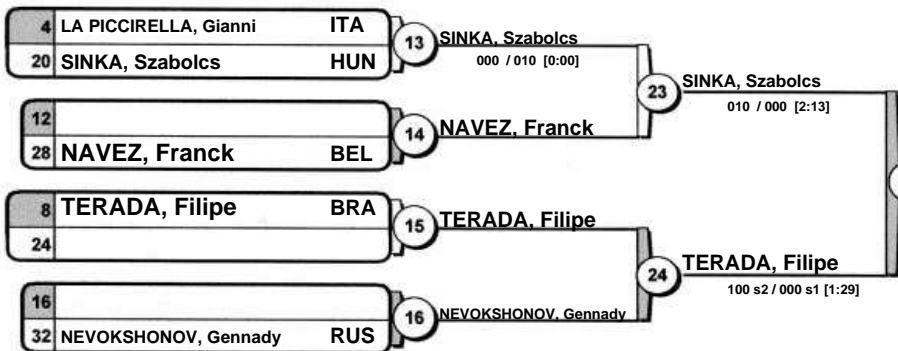 4 LA PICCIRELLA, Gianni ITA
20 SINKA, Szabolcs HUN
13
SINKA, Szabolcs
000 / 010 [0:00]
23
SINKA, Szabolcs
010 / 000 [2:13]
12
28 NAVEZ, Franck BEL
14
NAVEZ, Franck
8 TERADA, Filipe BRA
24
15
TERADA, Filipe
24
TERADA, Filipe
100 s2 / 000 s1 [1:29]
16
32 NEVOKSHONOV, Gennady RUS
16
NEVOKSHONOV, Gennady